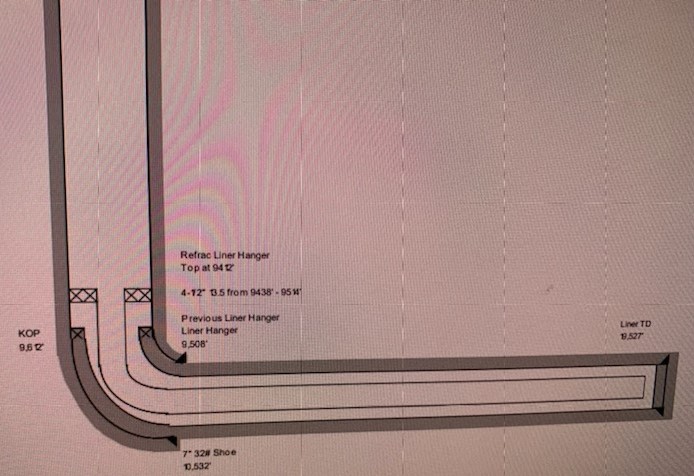 Refrac Liner Hanger
Top at 9412'
4-1/2" 13.5 from 9438' - 9514'
Previous Liner Hanger
Liner Hanger
9,508'
KOP
9,612'
Liner TD
19,527'
7" 32# Shoe
10,532'